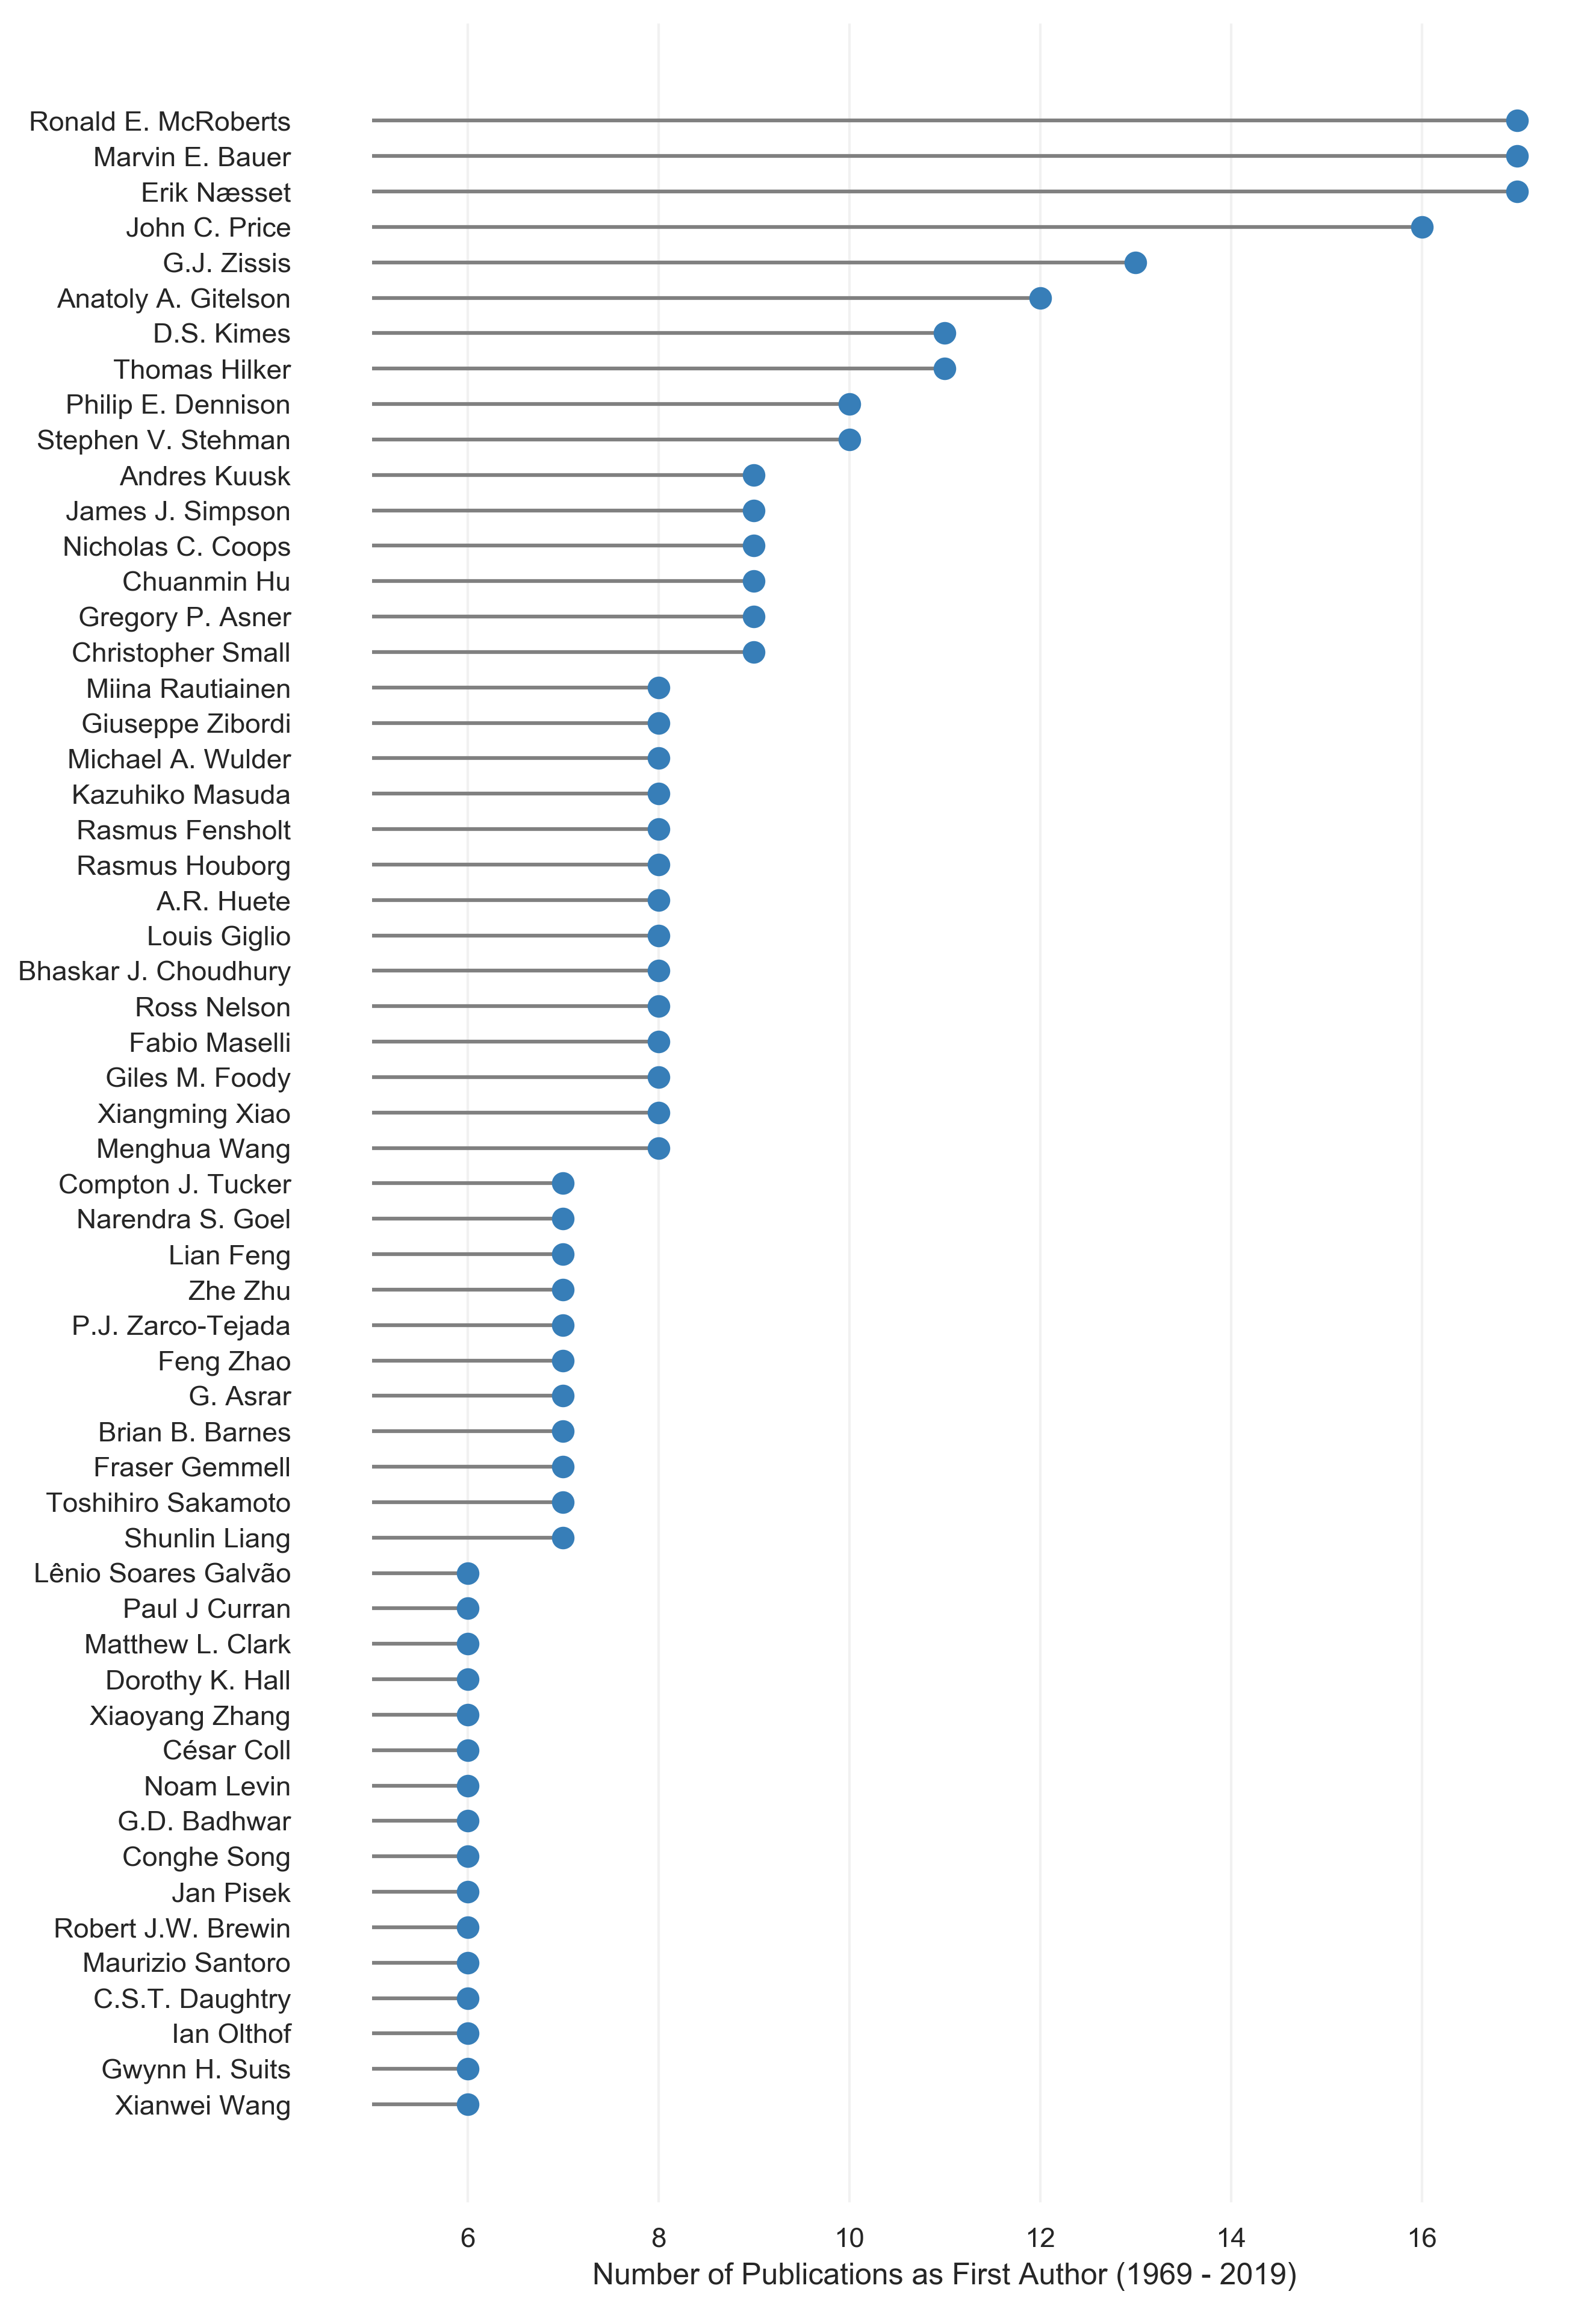 Ronald E. McRoberts
Marvin E. Bauer
Erik Næsset
John C. Price
G.J. Zissis
Anatoly A. Gitelson
D.S. Kimes
Thomas Hilker
Philip E. Dennison
Stephen V. Stehman
Andres Kuusk
James J. Simpson
Nicholas C. Coops
Chuanmin Hu
Gregory P. Asner
Christopher Small
Miina Rautiainen
Giuseppe Zibordi
Michael A. Wulder
Kazuhiko Masuda
Rasmus Fensholt
Rasmus Houborg
A.R. Huete
Louis Giglio
Bhaskar J. Choudhury
Ross Nelson
Fabio Maselli
Giles M. Foody
Xiangming Xiao
Menghua Wang
Compton J. Tucker
Narendra S. Goel
Lian Feng
Zhe Zhu
P.J. Zarco-Tejada
Feng Zhao
G. Asrar
Brian B. Barnes
Fraser Gemmell
Toshihiro Sakamoto
Shunlin Liang
Lênio Soares Galvão
Paul J Curran
Matthew L. Clark
Dorothy K. Hall
Xiaoyang Zhang
César Coll
Noam Levin
G.D. Badhwar
Conghe Song
Jan Pisek
Robert J.W. Brewin
Maurizio Santoro
C.S.T. Daughtry
Ian Olthof
Gwynn H. Suits
Xianwei Wang
6 8 10 12 14 16
Number of Publications as First Author (1969 - 2019)